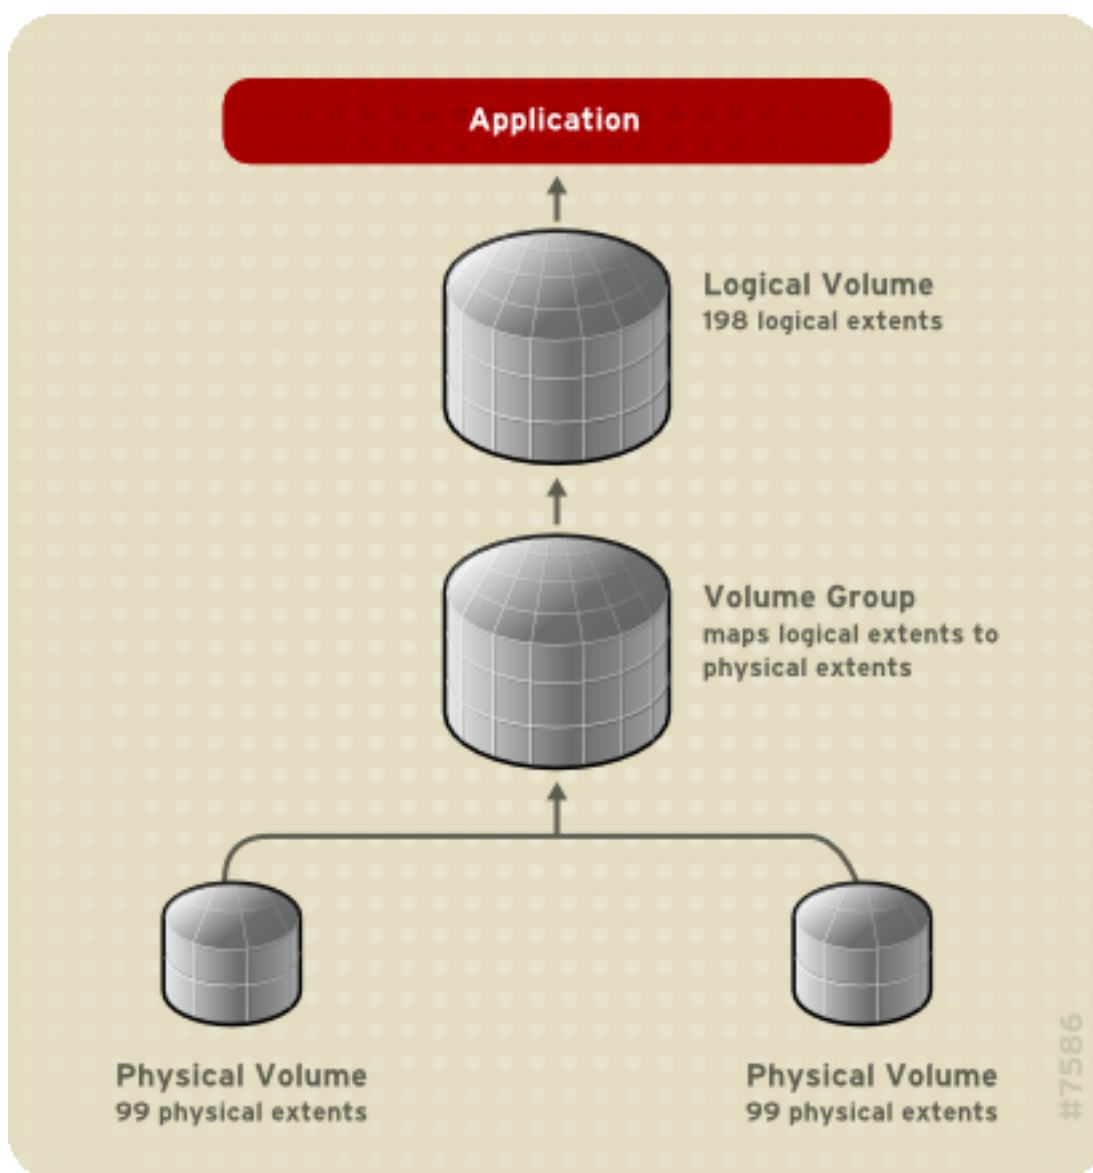 Application
Logical Volume
198 logical extents
Volume Group
maps logical extents to
physical extents
Physical Volume
99 physical extents
Physical Volume
99 physical extents
#7586